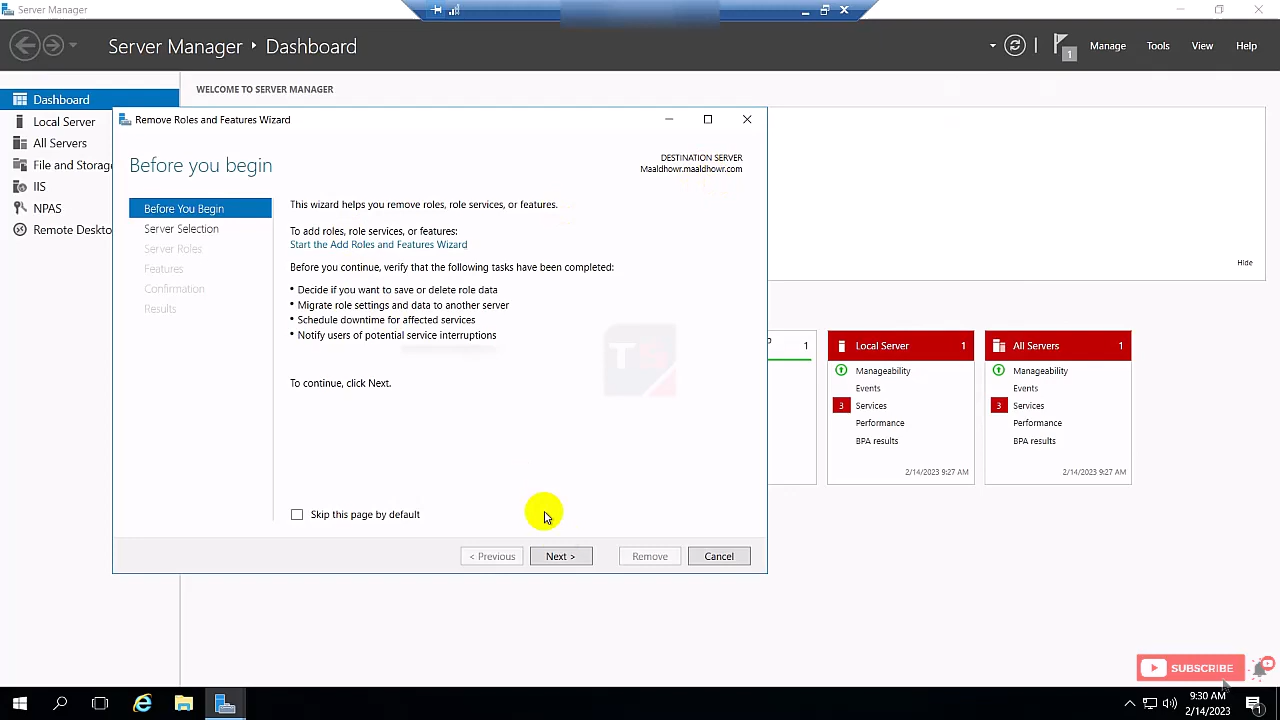 Server Manager
Server Manager
Dashboard
1
Manage
Tools
View
Help
Dashboard
Local Server
All Servers
File and Storag
IIS
NPAS
Remote Deskto
WELCOME TO SERVER MANAGER
Hide
Remove Roles and Features Wizard
Before you begin
DESTINATION SERVER
Maaldhowr.maaldhowr.com
Before You Begin
Server Selection
Server Roles
Features
Confirmation
Results
This wizard helps you remove roles, role services, or features.
To add roles, role services, or features:
Start the Add Roles and Features Wizard
Before you continue, verify that the following tasks have been completed:
• Decide if you want to save or delete role data
• Migrate role settings and data to another server
• Schedule downtime for affected services
• Notify users of potential service interruptions
To continue, click Next.
Skip this page by default
< Previous
Next >
Remove
Cancel
1
Local Server 1
Manageability
Events
3 Services
Performance
BPA results
2/14/2023 9:27 AM
All Servers 1
Manageability
Events
3 Services
Performance
BPA results
2/14/2023 9:27 AM
TS
SUBSCRIBE
9:30 AM
2/14/2023
1